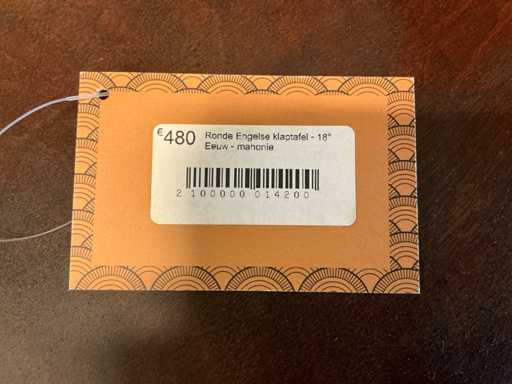 €480
Ronde Engelse klaptafel - 18°
Eeuw - mahonie
2 100000 014200